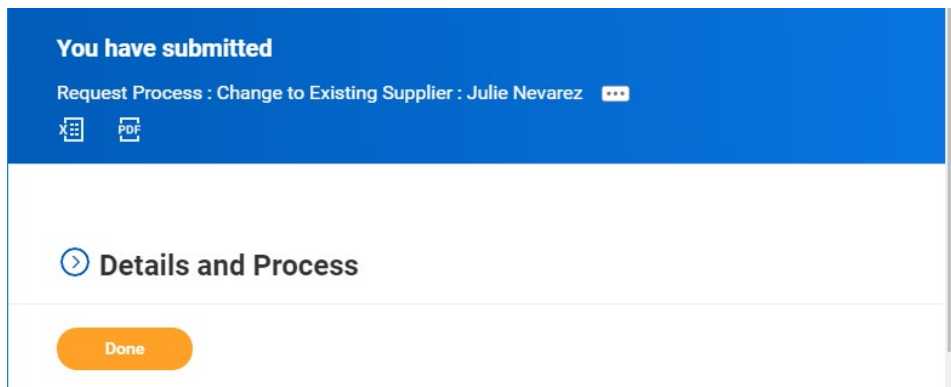 You have submitted
Request Process : Change to Existing Supplier : Julie Nevarez
X PDF
Details and Process
Done